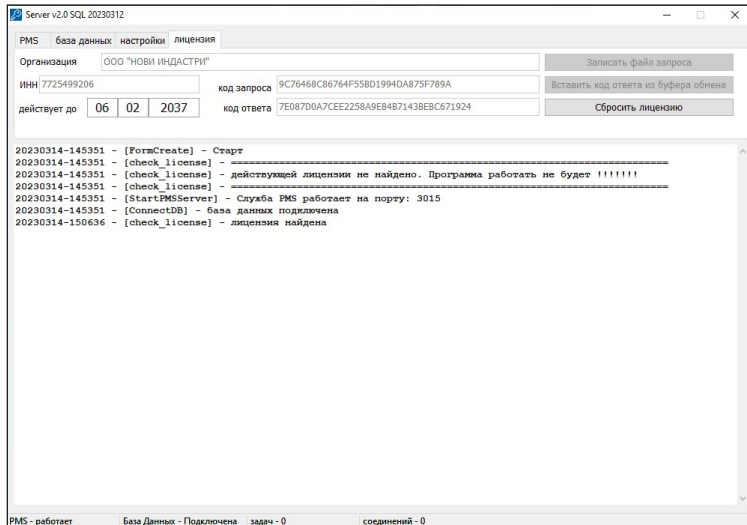 Server v2.0 SQL 20230312
PMS база данных настройки лицензия
Организация ООО "НОВИ ИНДАСТРИ" Записать файл запроса
ИНН 7725499206 код запроса 9C76468C86764F55BD1994DA875F789A Вставить код ответа из буфера обмена
действует до 06 02 2037 код ответа 7E087D0A7CEE2258A9E84B7143BEBC671924 Сбросить лицензию
20230314-145351 - [FormCreate] - Старт
20230314-145351 - [check_license] - ==================================================================
20230314-145351 - [check_license] - действующей лицензии не найдено. Программа работать не будет !!!!!!!
20230314-145351 - [check_license] - ==================================================================
20230314-145351 - [StartPMSServer] - Служба PMS работает на порту: 3015
20230314-145351 - [ConnectDB] - база данных подключена
20230314-150636 - [check_license] - лицензия найдена
PMS - работает База Данных - Подключена задач - 0 соединений - 0